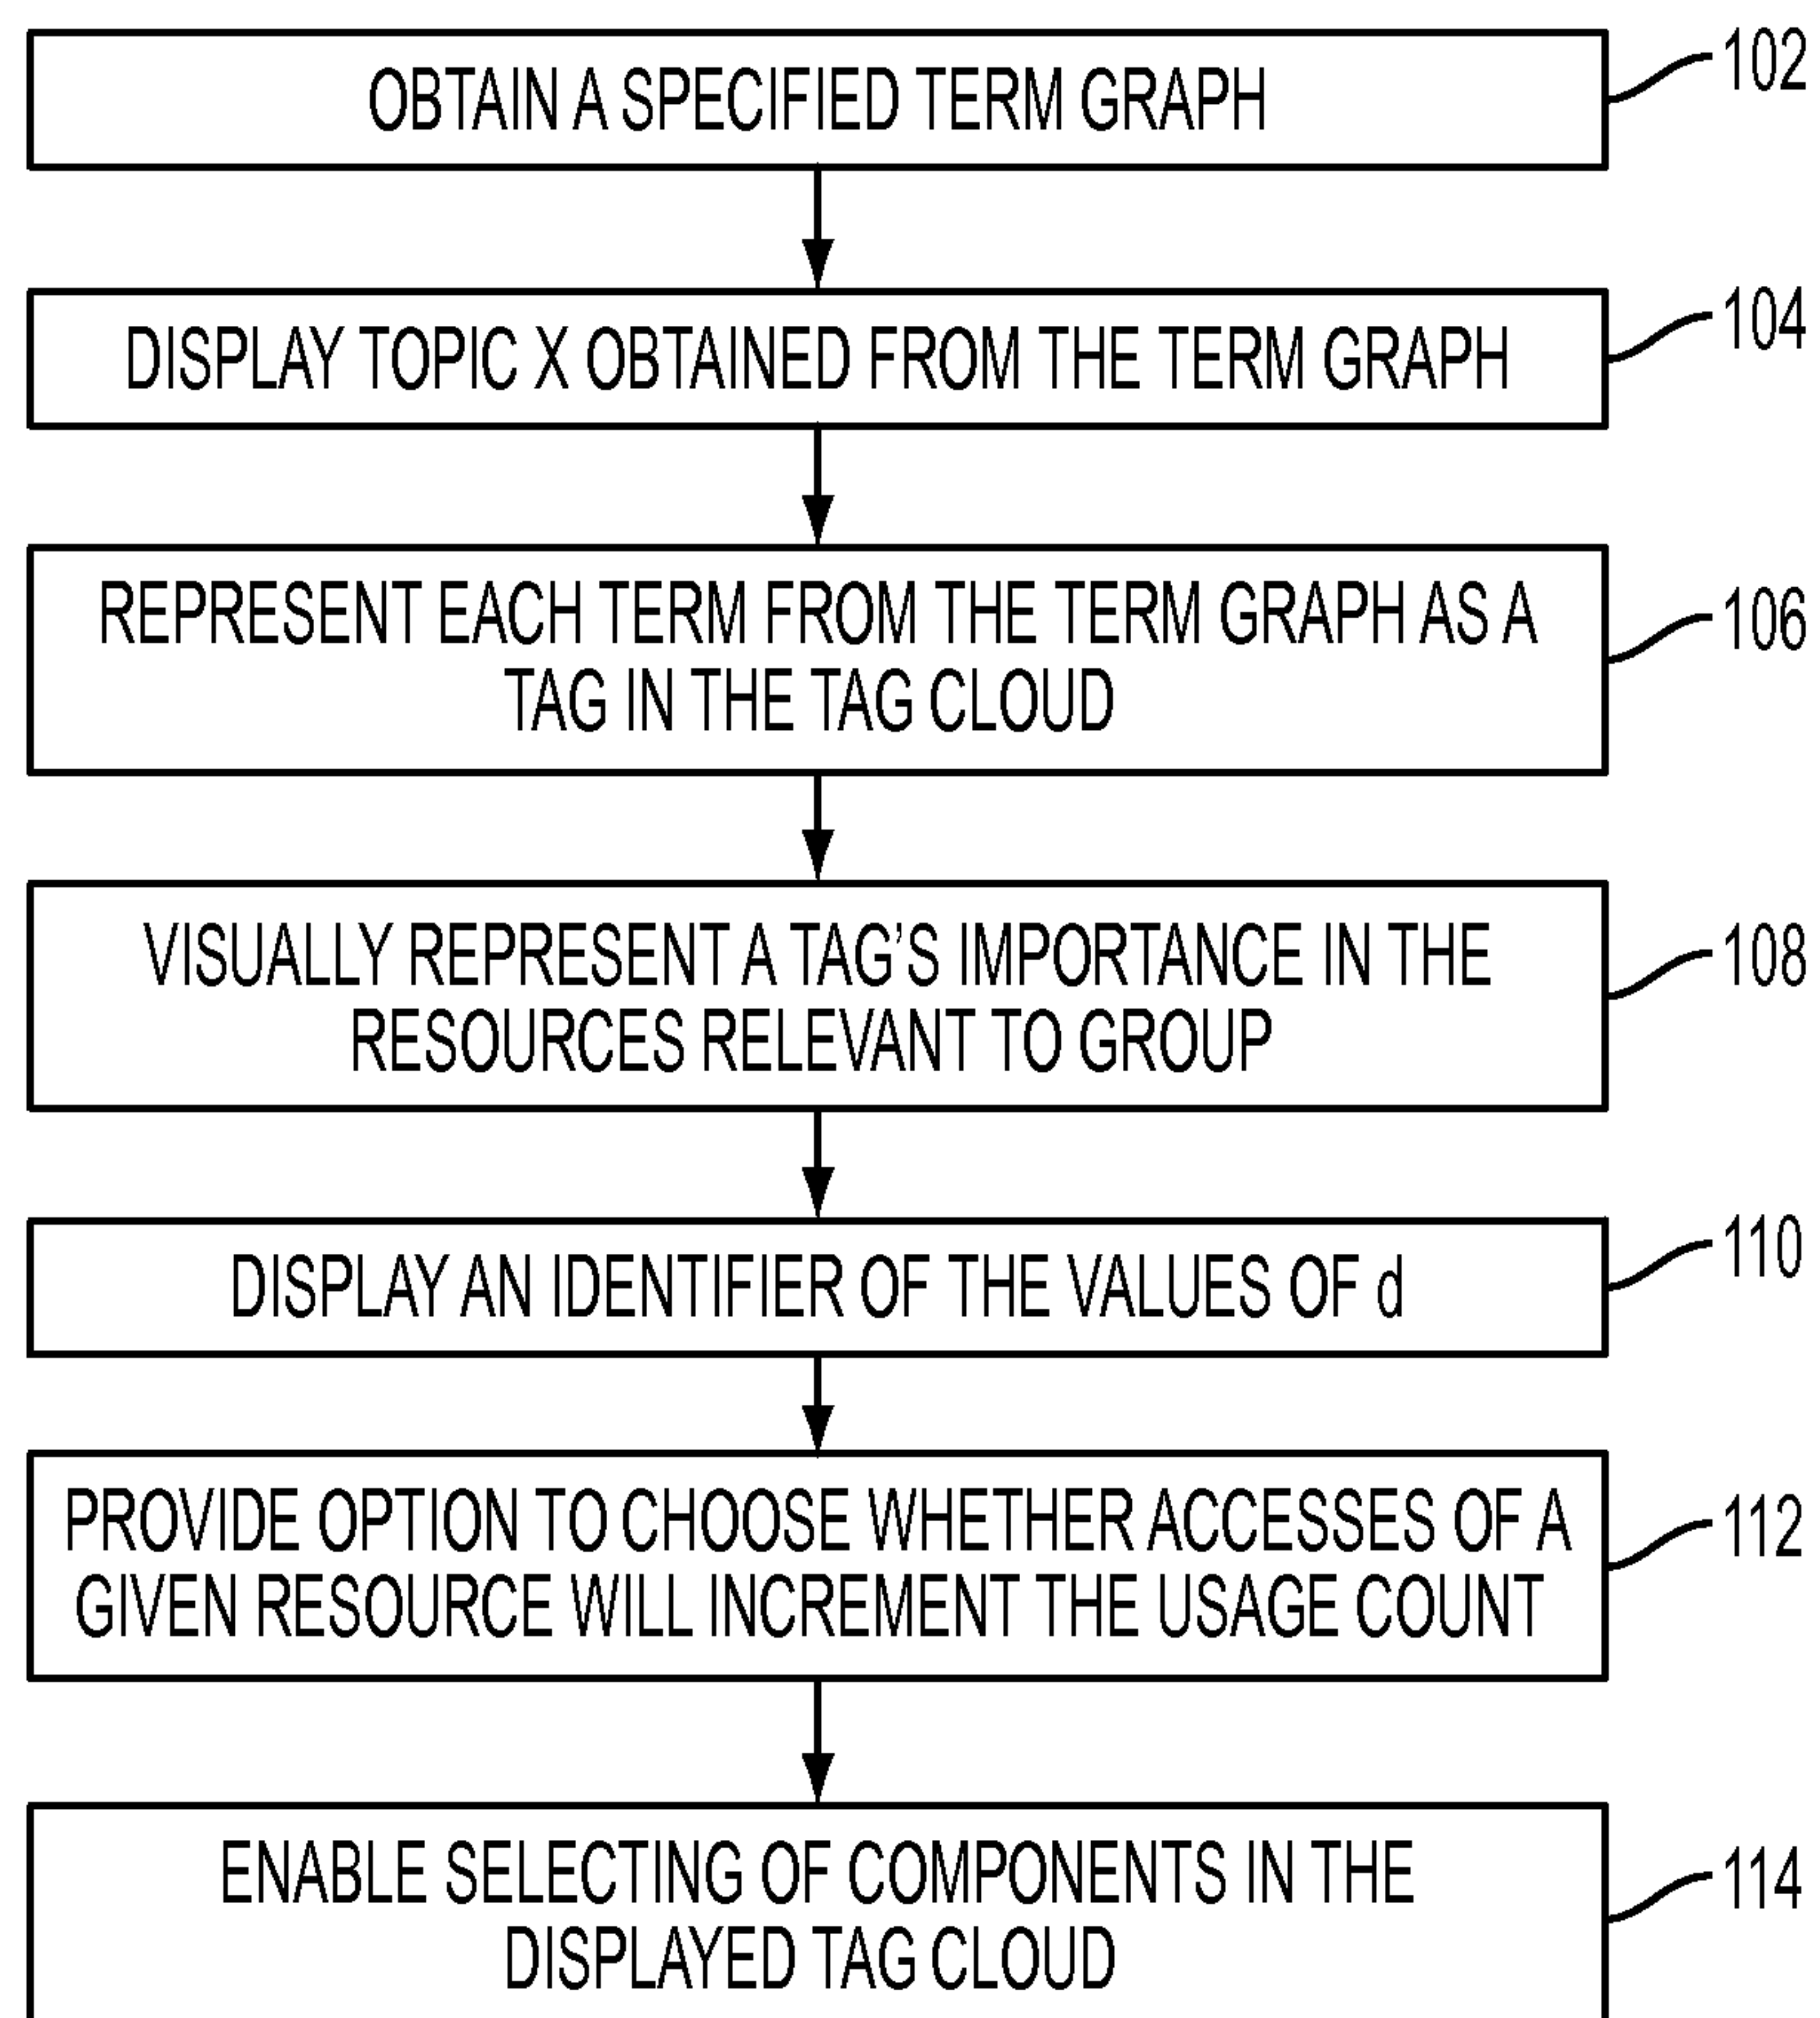 OBTAIN A SPECIFIED TERM GRAPH
102
DISPLAY TOPIC X OBTAINED FROM THE TERM GRAPH
104
REPRESENT EACH TERM FROM THE TERM GRAPH AS A
TAG IN THE TAG CLOUD
106
VISUALLY REPRESENT A TAG'S IMPORTANCE IN THE
RESOURCES RELEVANT TO GROUP
108
DISPLAY AN IDENTIFIER OF THE VALUES OF d
110
PROVIDE OPTION TO CHOOSE WHETHER ACCESSES OF A
GIVEN RESOURCE WILL INCREMENT THE USAGE COUNT
112
ENABLE SELECTING OF COMPONENTS IN THE
DISPLAYED TAG CLOUD
114